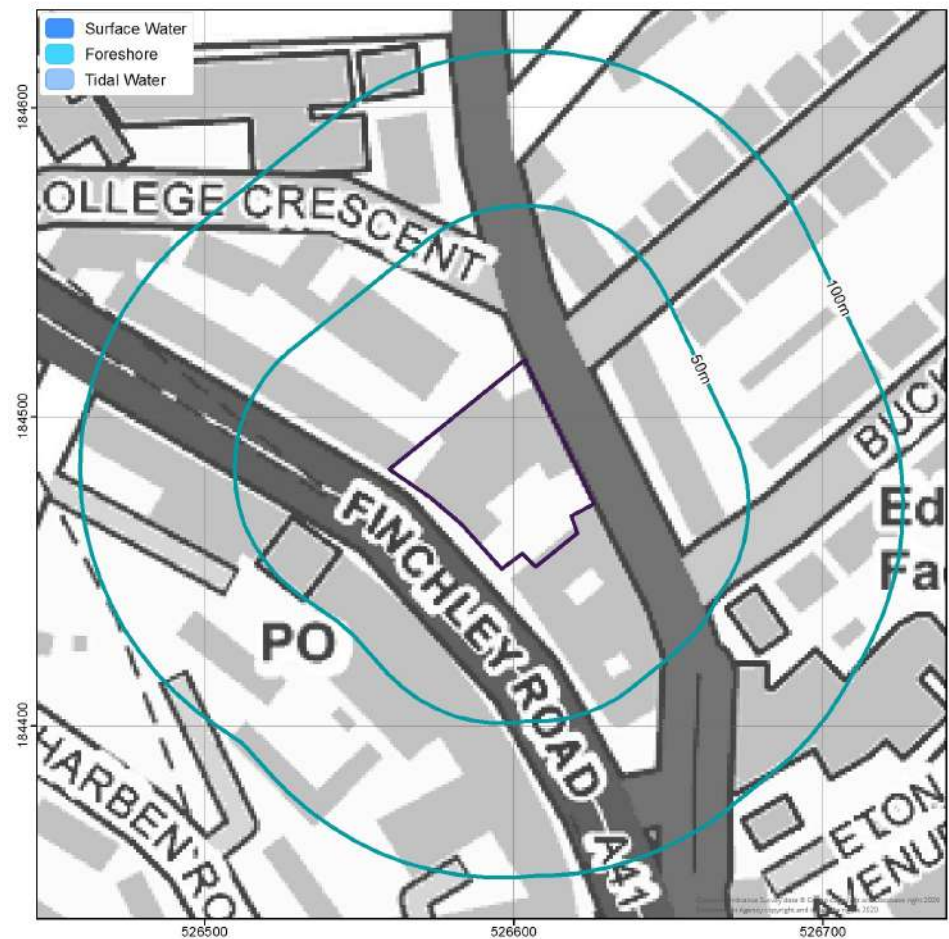 Surface Water
Foreshore
Tidal Water
184600
OLLEGE CRESCENT
100m
50m
184500
BUCK
Ed
Fa
FINCHLEY ROAD
PO
184400
HARBEN'RO
ETON
AVENU
A41
526500
526600
526700